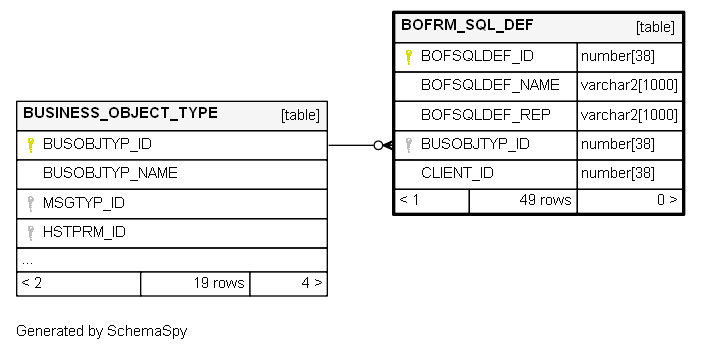 BOFRM_SQL_DEF [table]
BOFSQLDEF_ID number[38]
BOFSQLDEF_NAME varchar2[1000]
BOFSQLDEF_REP varchar2[1000]
BUSOBJTYP_ID number[38]
CLIENT_ID number[38]
< 1 49 rows 0 >
BUSINESS_OBJECT_TYPE [table]
BUSOBJTYP_ID
BUSOBJTYP_NAME
MSGTYP_ID
HSTPRM_ID
...
< 2 19 rows 4 >
Generated by SchemaSpy